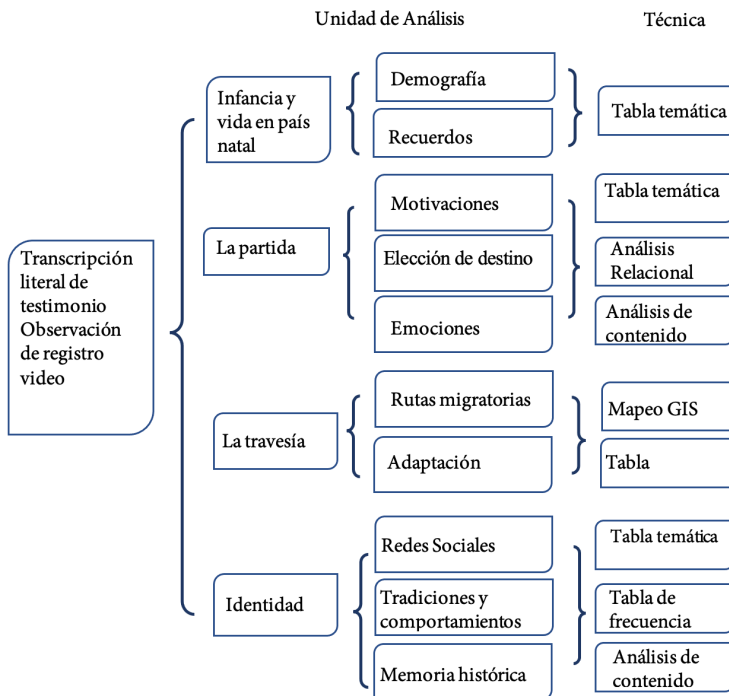 Unidad de Análisis
Técnica
Transcripción
literal de
testimonio
Observación
de registro
video
Infancia y
vida en país
natal
Demografía
Recuerdos
Tabla temática
La partida
Motivaciones
Elección de destino
Emociones
Tabla temática
Análisis
Relacional
Análisis de
contenido
La travesía
Rutas migratorias
Adaptación
Mapeo GIS
Tabla
Identidad
Redes Sociales
Tradiciones y
comportamientos
Memoria histórica
Tabla temática
Tabla de
frecuencia
Análisis de
contenido